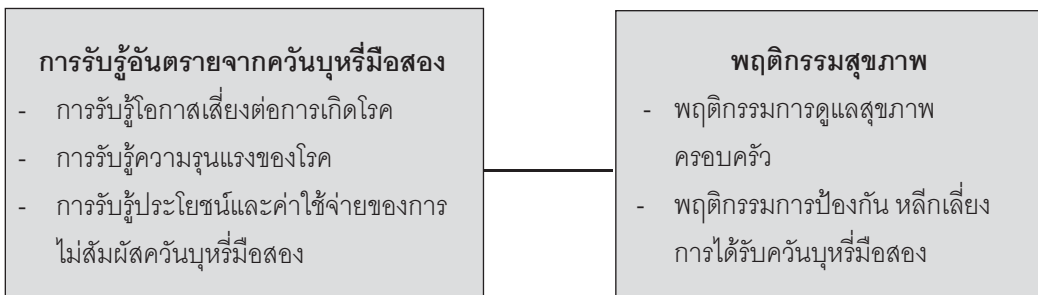 การรับรู้อันตรายจากควันบุหรี่มือสอง
- การรับรู้โอกาสเสี่ยงต่อการเกิดโรค
- การรับรู้ความรุนแรงของโรค
- การรับรู้ประโยชน์และค่าใช้จ่ายของการ
ไม่สัมผัสควันบุหรี่มือสอง
พฤติกรรมสุขภาพ
- พฤติกรรมการดูแลสุขภาพ
ครอบครัว
- พฤติกรรมการป้องกัน หลีกเลี่ยง
การได้รับควันบุหรี่มือสอง